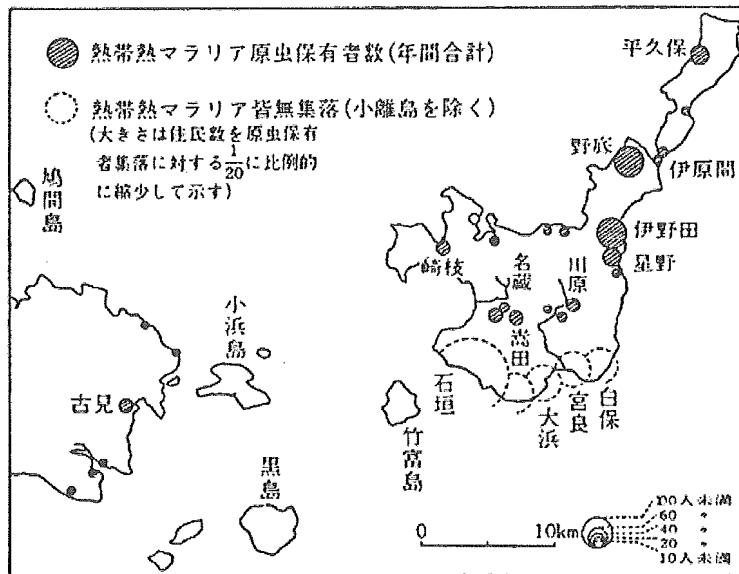 熱帯熱マラリア原虫保有者数(年間合計)
熱帯熱マラリア皆無集落(小離島を除く)
(大きさは住民数を原虫保有
者集落に対する1/20に比例的
に縮少して示す)
平久保
野底
伊原間
鳩間島
伊野田
星野
崎枝
名蔵
川原
嵩田
小浜島
石垣
大浜
宮良
白保
古見
竹富島
黒島
0 10km
100人未満
60 〃
40 〃
20 〃
10人未満